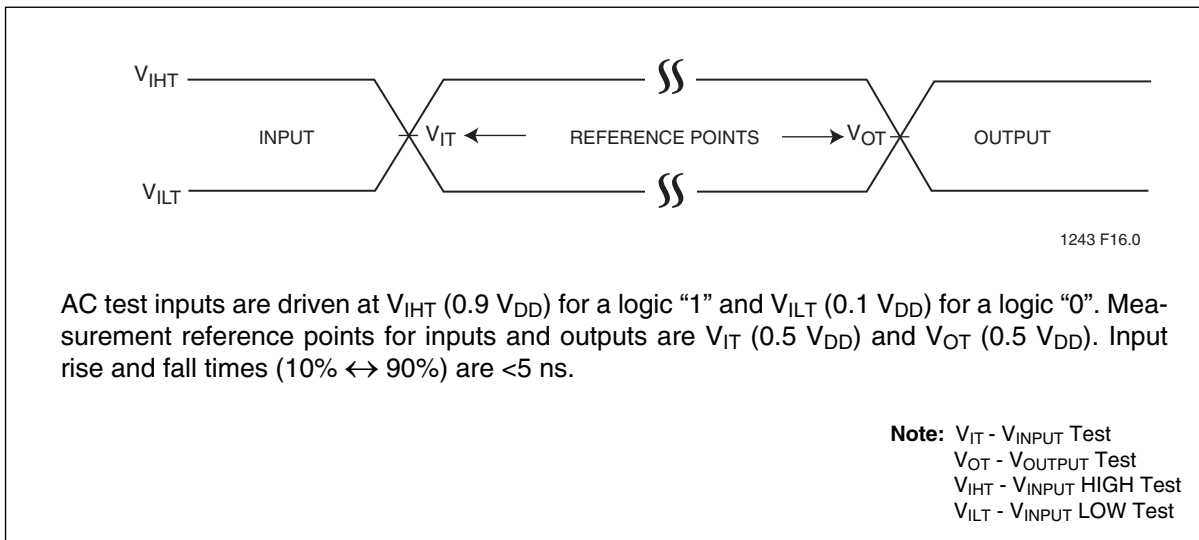 VIHT
INPUT VIT REFERENCE POINTS VOT OUTPUT
VILT
1243 F16.0
AC test inputs are driven at VIHT (0.9 VDD) for a logic “1” and VILT (0.1 VDD) for a logic “0”. Mea-
surement reference points for inputs and outputs are VIT (0.5 VDD) and VOT (0.5 VDD). Input
rise and fall times (10% ↔ 90%) are <5 ns.
Note: VIT - VINPUT Test
VOT - VOUTPUT Test
VIHT - VINPUT HIGH Test
VILT - VINPUT LOW Test